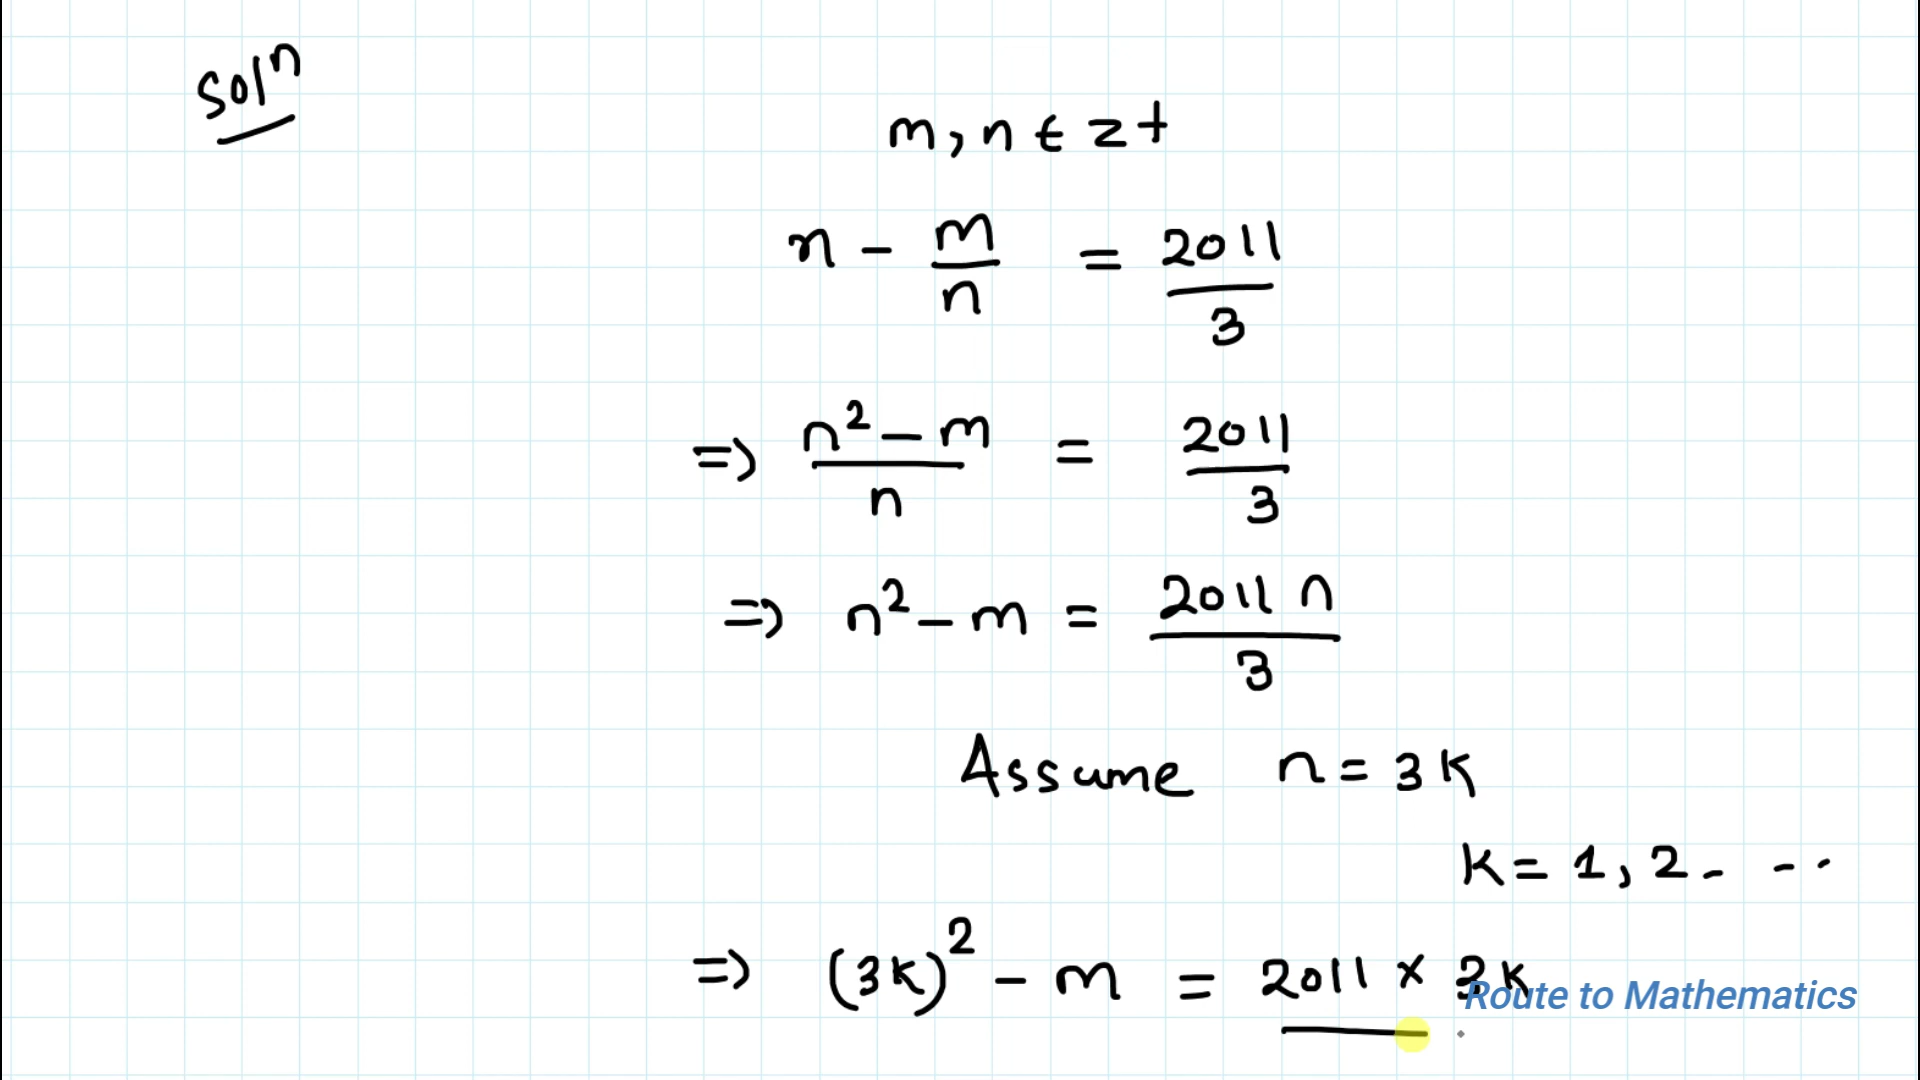 Solⁿ
m, n ∈ Z+
n - m/n = 2011/3
=> n² - m / n = 2011/3
=> n² - m = 2011 n / 3
Assume n = 3k
k = 1, 2 - - ..
=> (3k)² - m = 2011 × 3k
Route to Mathematics